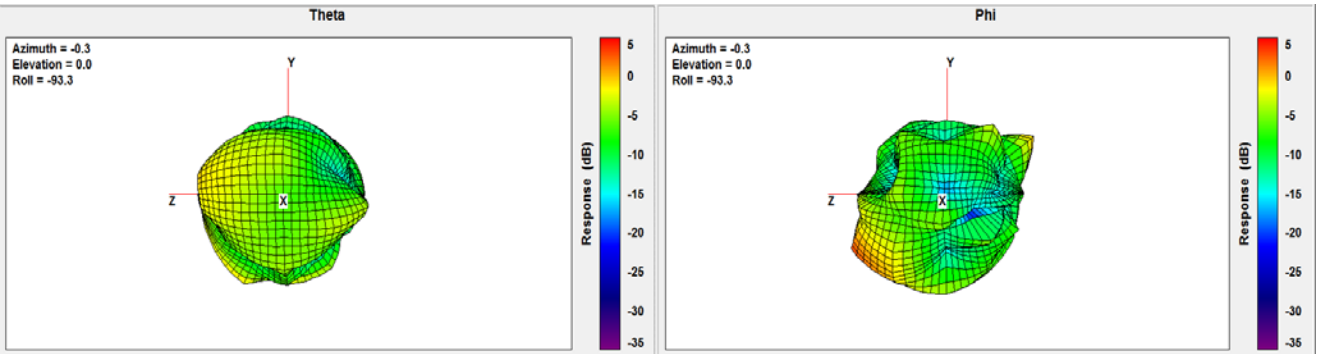 Theta
Azimuth = -0.3
Elevation = 0.0
Roll = -93.3
Y
Z
X
5
0
-5
-10
-15
-20
-25
-30
-35
Response (dB)
Phi
Azimuth = -0.3
Elevation = 0.0
Roll = -93.3
Y
Z
X
5
0
-5
-10
-15
-20
-25
-30
-35
Response (dB)